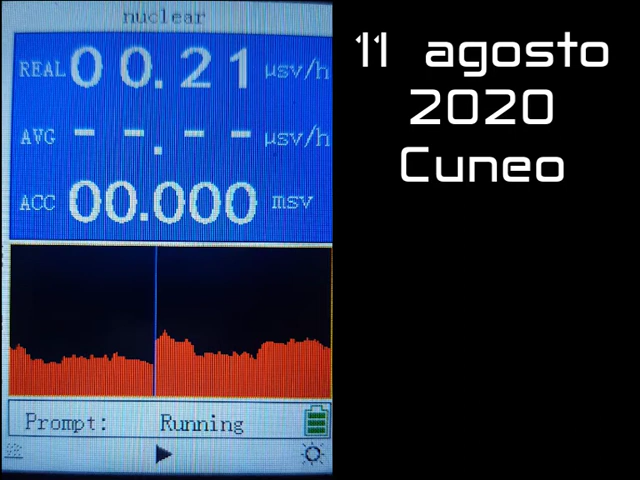 nuclear
REAL 00.21 μsv/h
AVG --.-- μsv/h
ACC 00.000 msv
Prompt: Running
11 agosto
2020
Cuneo